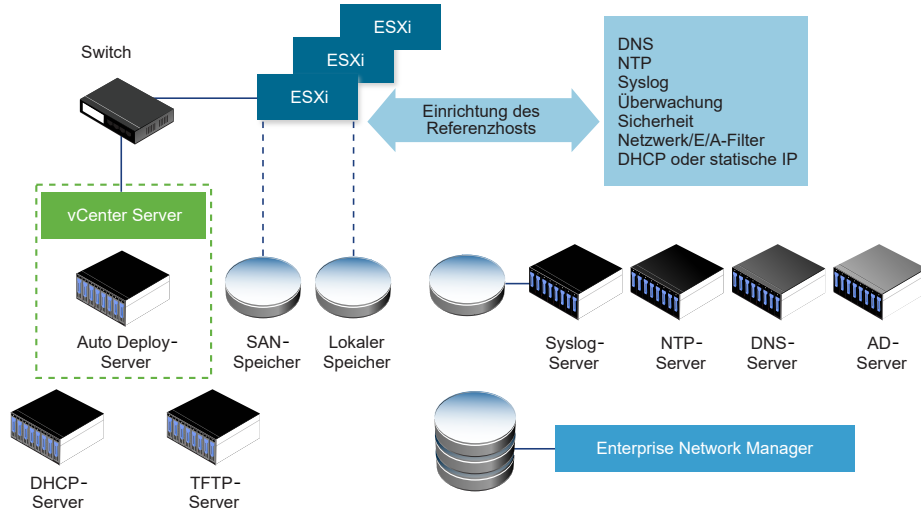 Switch
ESXi
ESXi
ESXi
Einrichtung des
Referenzhosts
DNS
NTP
Syslog
Überwachung
Sicherheit
Netzwerk/E/A-Filter
DHCP oder statische IP
vCenter Server
Auto Deploy-
Server
SAN-
Speicher
Lokaler
Speicher
Syslog-
Server
NTP-
Server
DNS-
Server
AD-
Server
DHCP-
Server
TFTP-
Server
Enterprise Network Manager